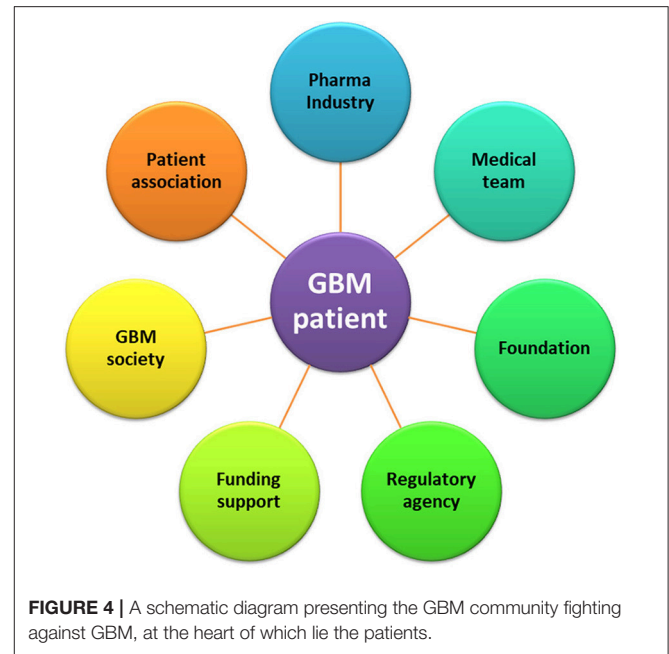 Pharma
Industry
Patient
association
Medical
team
GBM
patient
GBM
society
Foundation
Funding
support
Regulatory
agency
FIGURE 4 | A schematic diagram presenting the GBM community fighting
against GBM, at the heart of which lie the patients.